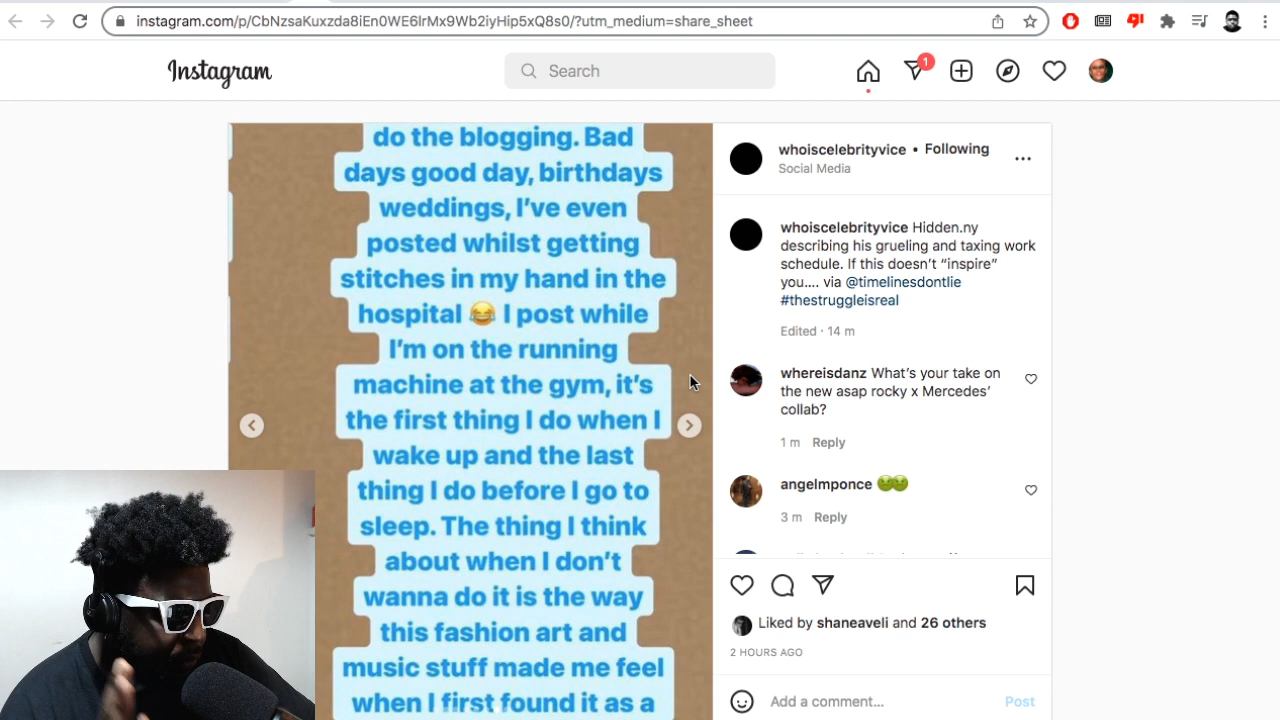 instagram.com/p/CbNzsaKuxzda8iEn0WE6lrMx9Wb2iyHip5xQ8s0/?utm_medium=share_sheet
Instagram
Search
1
do the blogging. Bad
days good day, birthdays
weddings, I've even
posted whilst getting
stitches in my hand in the
hospital 😂 I post while
I'm on the running
machine at the gym, it's
the first thing I do when I
wake up and the last
thing I do before I go to
sleep. The thing I think
about when I don't
wanna do it is the way
this fashion art and
music stuff made me feel
when I first found it as a
whoiscelebrityvice • Following
Social Media
whoiscelebrityvice Hidden.ny
describing his grueling and taxing work
schedule. If this doesn't "inspire"
you.... via @timelinesdontlie
#thestruggleisreal
Edited · 14 m
whereisdanz What's your take on
the new asap rocky x Mercedes'
collab?
1 m Reply
angelmponce 🤢🤢
3 m Reply
Liked by shaneaveli and 26 others
2 HOURS AGO
Add a comment...
Post